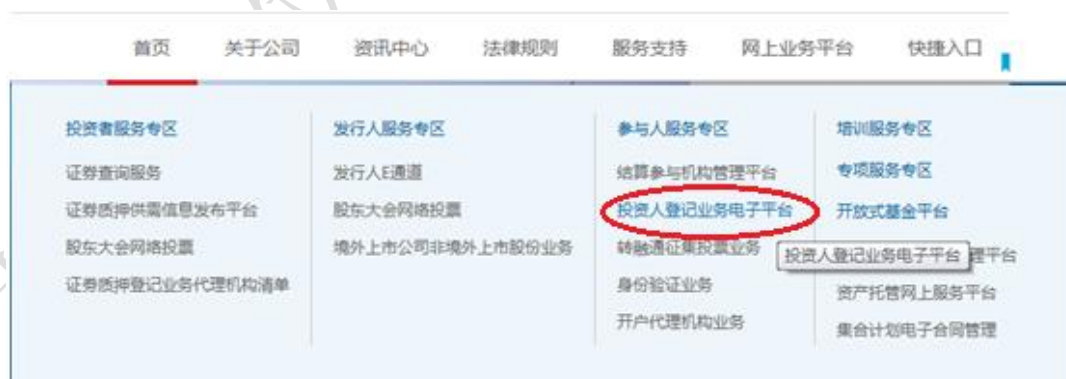 首页 关于公司 资讯中心 法律规则 服务支持 网上业务平台 快捷入口
投资者服务专区
证券查询服务
证券质押供需信息发布平台
股东大会网络投票
证券质押登记业务代理机构清单
发行人服务专区
发行人E通道
股东大会网络投票
境外上市公司非境外上市股份业务
参与人服务专区
结算参与机构管理平台
投资人登记业务电子平台
转融通征集投票业务
身份验证业务
开户代理机构业务
培训服务专区
专项服务专区
开放式基金平台
投资人登记业务电子平台
理平台
资产托管网上服务平台
集合计划电子合同管理